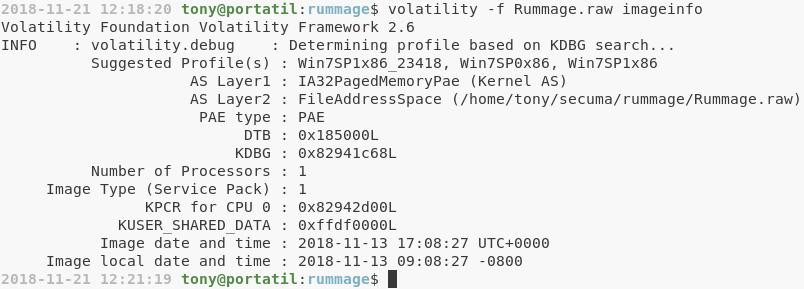 2018-11-21 12:18:20 tony@portatil:rummage$ volatility -f Rummage.raw imageinfo
Volatility Foundation Volatility Framework 2.6
INFO    : volatility.debug    : Determining profile based on KDBG search...
          Suggested Profile(s) : Win7SP1x86_23418, Win7SP0x86, Win7SP1x86
                     AS Layer1 : IA32PagedMemoryPae (Kernel AS)
                     AS Layer2 : FileAddressSpace (/home/tony/secuma/rummage/Rummage.raw)
                      PAE type : PAE
                           DTB : 0x185000L
                          KDBG : 0x82941c68L
          Number of Processors : 1
     Image Type (Service Pack) : 1
                KPCR for CPU 0 : 0x82942d00L
             KUSER_SHARED_DATA : 0xffdf0000L
           Image date and time : 2018-11-13 17:08:27 UTC+0000
     Image local date and time : 2018-11-13 09:08:27 -0800
2018-11-21 12:21:19 tony@portatil:rummage$